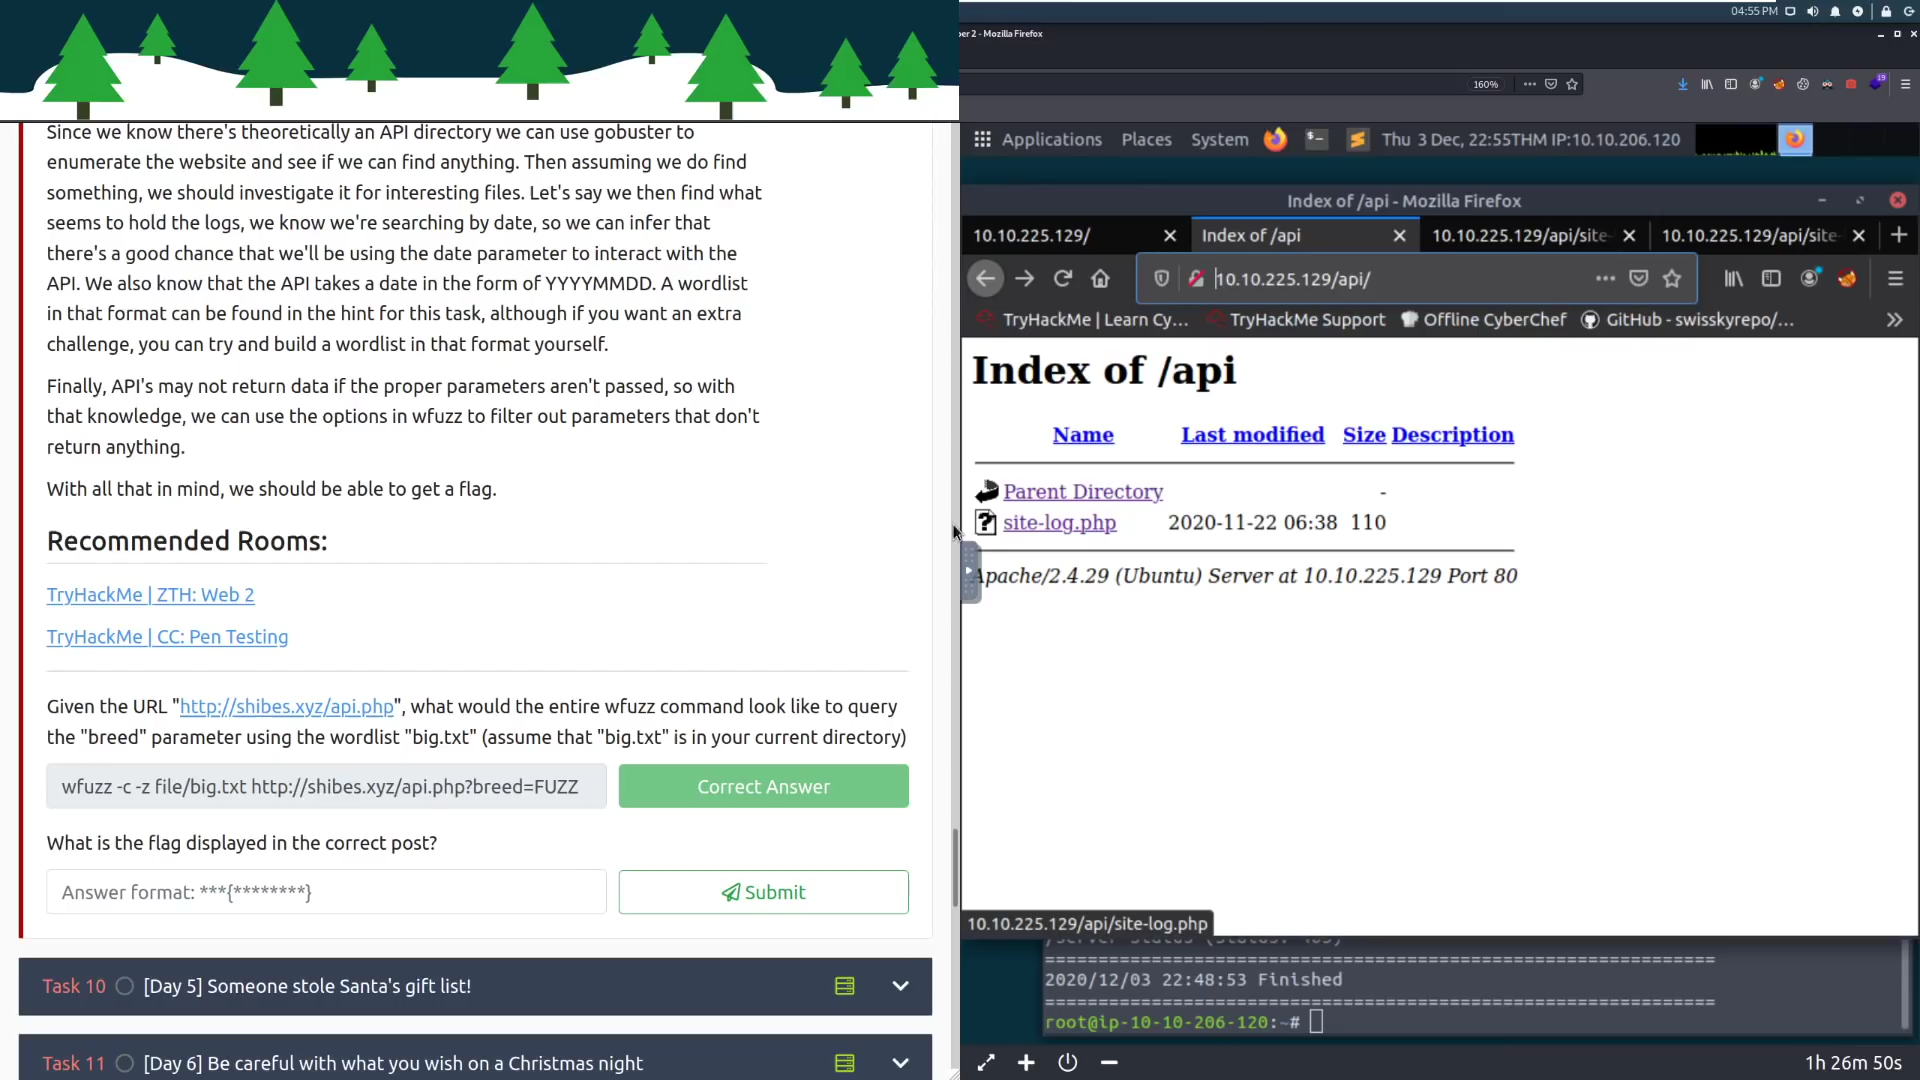 Since we know there's theoretically an API directory we can use gobuster to
enumerate the website and see if we can find anything. Then assuming we do find
something, we should investigate it for interesting files. Let's say we then find what
seems to hold the logs, we know we're searching by date, so we can infer that
there's a good chance that we'll be using the date parameter to interact with the
API. We also know that the API takes a date in the form of YYYYMMDD. A wordlist
in that format can be found in the hint for this task, although if you want an extra
challenge, you can try and build a wordlist in that format yourself.
Finally, API's may not return data if the proper parameters aren't passed, so with
that knowledge, we can use the options in wfuzz to filter out parameters that don't
return anything.
With all that in mind, we should be able to get a flag.
Recommended Rooms:
TryHackMe | ZTH: Web 2
TryHackMe | CC: Pen Testing
Given the URL "http://shibes.xyz/api.php", what would the entire wfuzz command look like to query
the "breed" parameter using the wordlist "big.txt" (assume that "big.txt" is in your current directory)
wfuzz -c -z file/big.txt http://shibes.xyz/api.php?breed=FUZZ
Correct Answer
What is the flag displayed in the correct post?
Answer format: ***{********}
Submit
Task 10 [Day 5] Someone stole Santa's gift list!
Task 11 [Day 6] Be careful with what you wish on a Christmas night
04:55 PM
per 2 - Mozilla Firefox
160%
19
Applications Places System Thu 3 Dec, 22:55 THM IP:10.10.206.120
Index of /api - Mozilla Firefox
10.10.225.129/
Index of /api
10.10.225.129/api/site-
10.10.225.129/api/site-
10.10.225.129/api/
TryHackMe | Learn Cy...
TryHackMe Support
Offline CyberChef
GitHub - swisskyrepo/...
Index of /api
Name Last modified Size Description
Parent Directory -
site-log.php 2020-11-22 06:38 110
Apache/2.4.29 (Ubuntu) Server at 10.10.225.129 Port 80
10.10.225.129/api/site-log.php
===============================================================
2020/12/03 22:48:53 Finished
===============================================================
root@ip-10-10-206-120:~#
1h 26m 50s